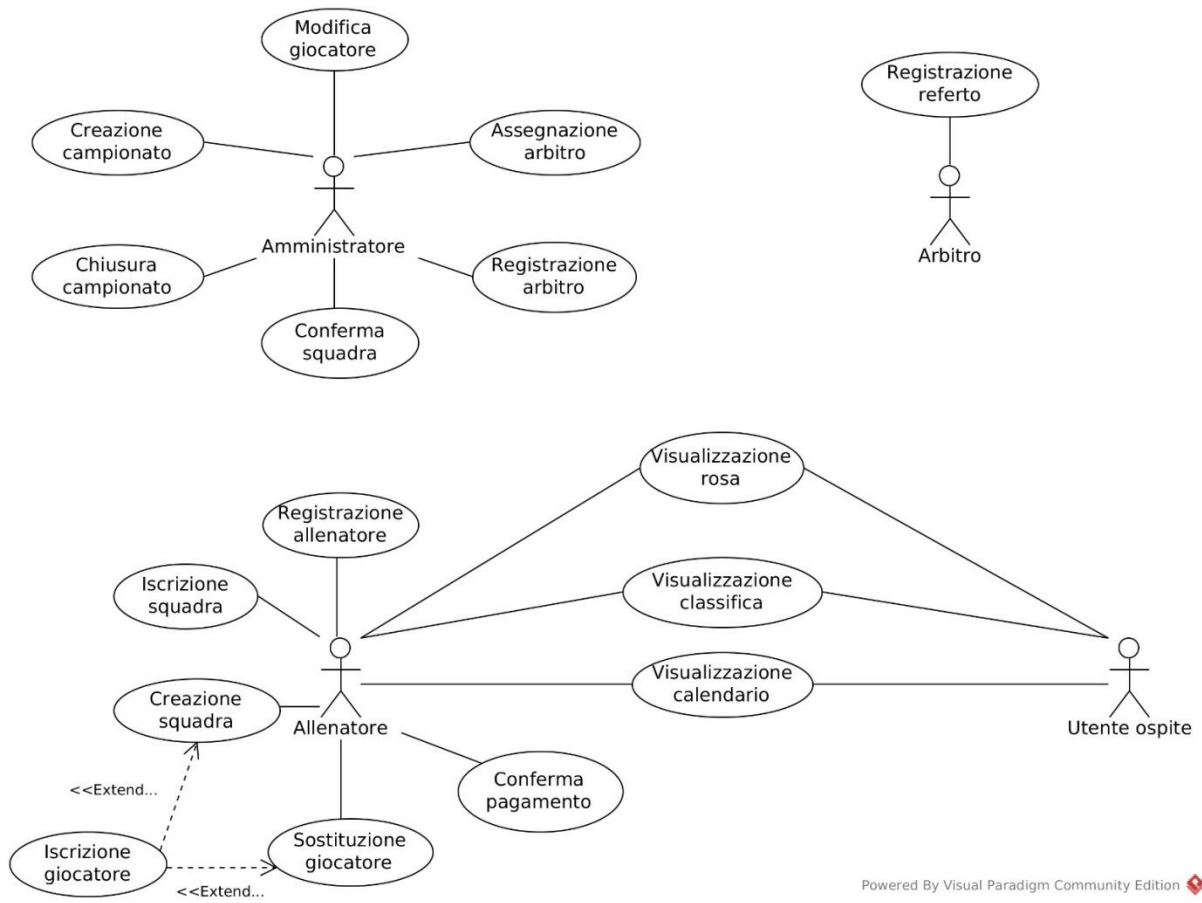 Modifica
giocatore
Creazione
campionato
Assegnazione
arbitro
Amministratore
Chiusura
campionato
Registrazione
arbitro
Conferma
squadra
Registrazione
referto
Arbitro
Visualizzazione
rosa
Registrazione
allenatore
Iscrizione
squadra
Visualizzazione
classifica
Visualizzazione
calendario
Creazione
squadra
Allenatore
Utente ospite
Conferma
pagamento
<<Extend...
Iscrizione
giocatore
Sostituzione
giocatore
<<Extend...
Powered By Visual Paradigm Community Edition